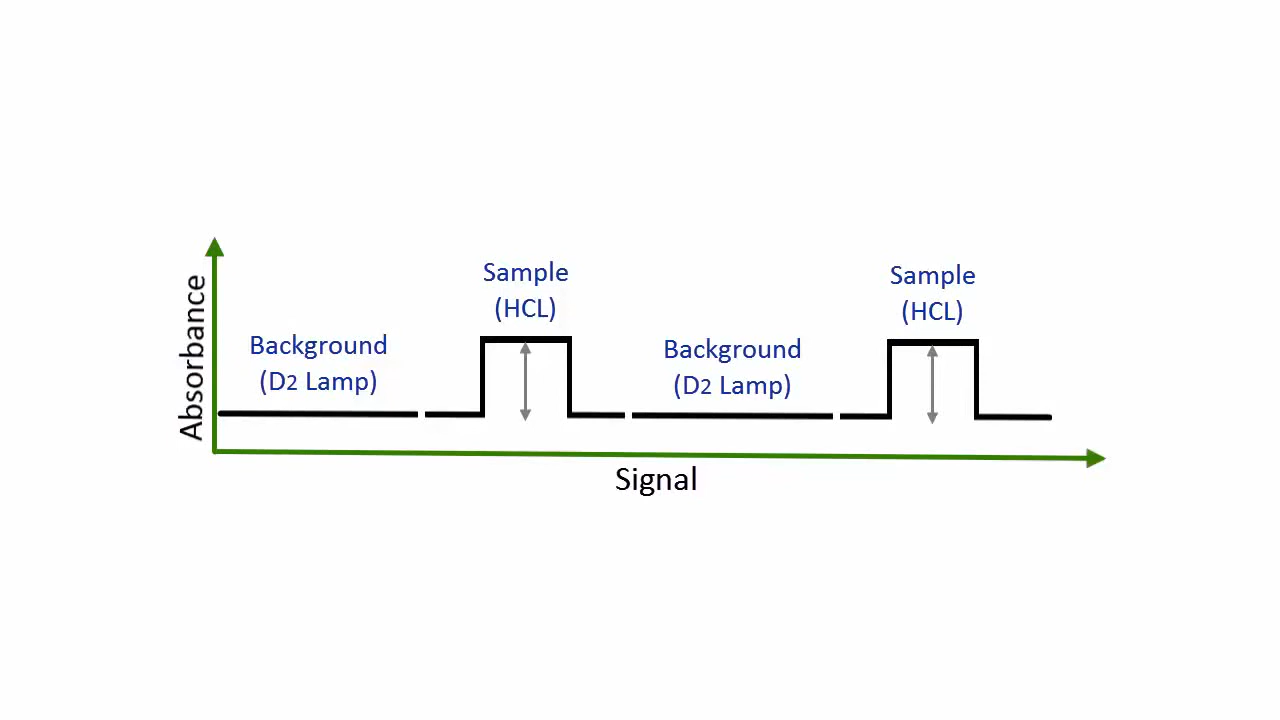 Absorbance
Background
(D2 Lamp)
Sample
(HCL)
Background
(D2 Lamp)
Sample
(HCL)
Signal